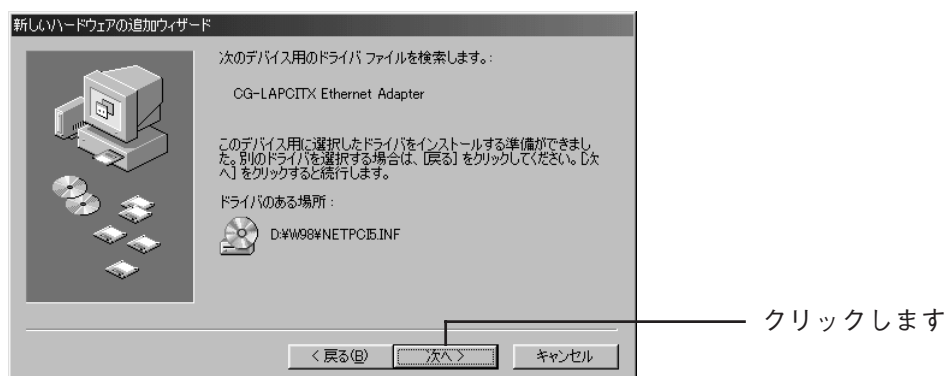 新しいハードウェアの追加ウィザード
次のデバイス用のドライバ ファイルを検索します。:
CG-LAPCITX Ethernet Adapter
このデバイス用に選択したドライバをインストールする準備ができまし
た。別のドライバを選択する場合は、[戻る] をクリックしてください。[次
へ] をクリックすると続行します。
ドライバのある場所:
D:¥W98¥NETPCI5.INF
クリックします
< 戻る(B)
次へ >
キャンセル